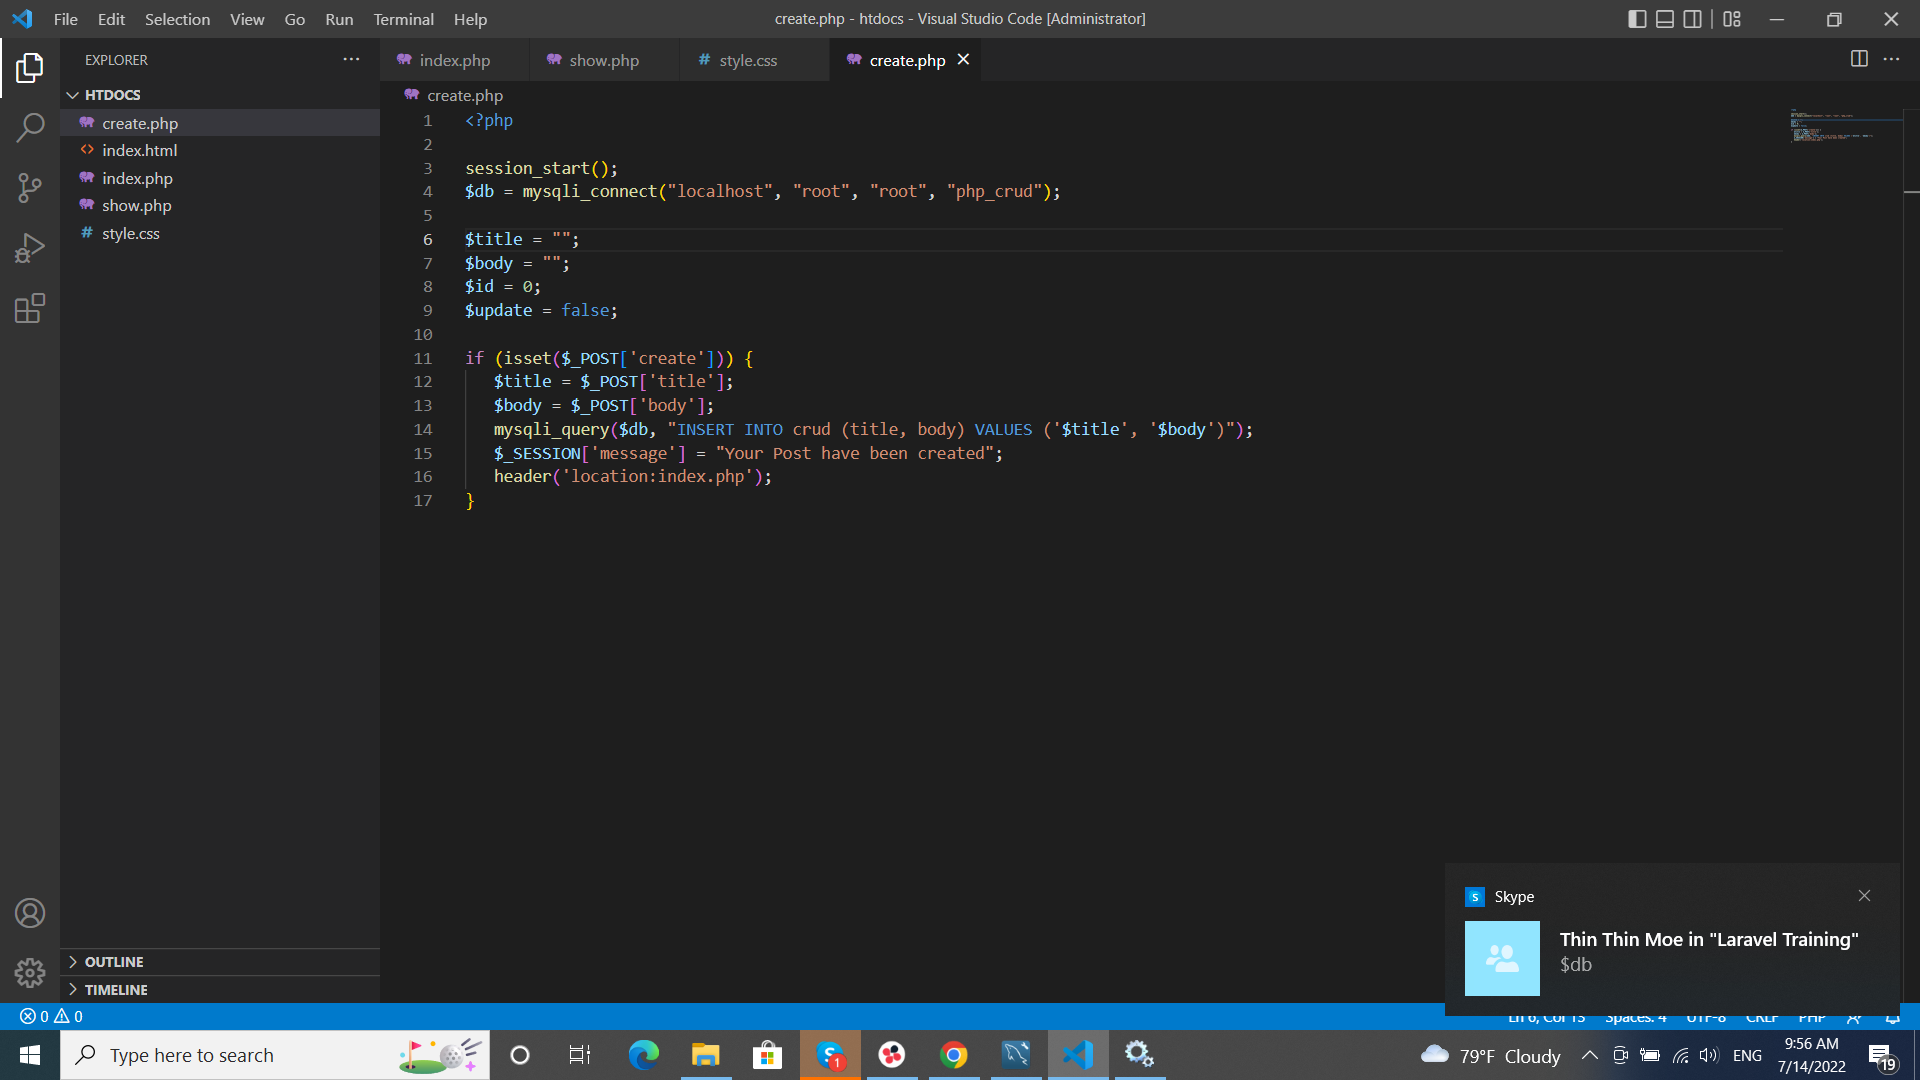 File Edit Selection View Go Run Terminal Help
create.php - htdocs - Visual Studio Code [Administrator]
EXPLORER
HTDOCS
create.php
index.html
index.php
show.php
style.css
OUTLINE
TIMELINE
index.php show.php style.css create.php
create.php
1 <?php
2
3 session_start();
4 $db = mysqli_connect("localhost", "root", "root", "php_crud");
5
6 $title = "";
7 $body = "";
8 $id = 0;
9 $update = false;
10
11 if (isset($_POST['create'])) {
12 $title = $_POST['title'];
13 $body = $_POST['body'];
14 mysqli_query($db, "INSERT INTO crud (title, body) VALUES ('$title', '$body')");
15 $_SESSION['message'] = "Your Post have been created";
16 header('location:index.php');
17 }
Skype
Thin Thin Moe in "Laravel Training"
$db
0 0
Ln 6, Col 13 Spaces: 4 UTF-8 CRLF PHP
Type here to search
1
79°F Cloudy
ENG
9:56 AM
7/14/2022
19